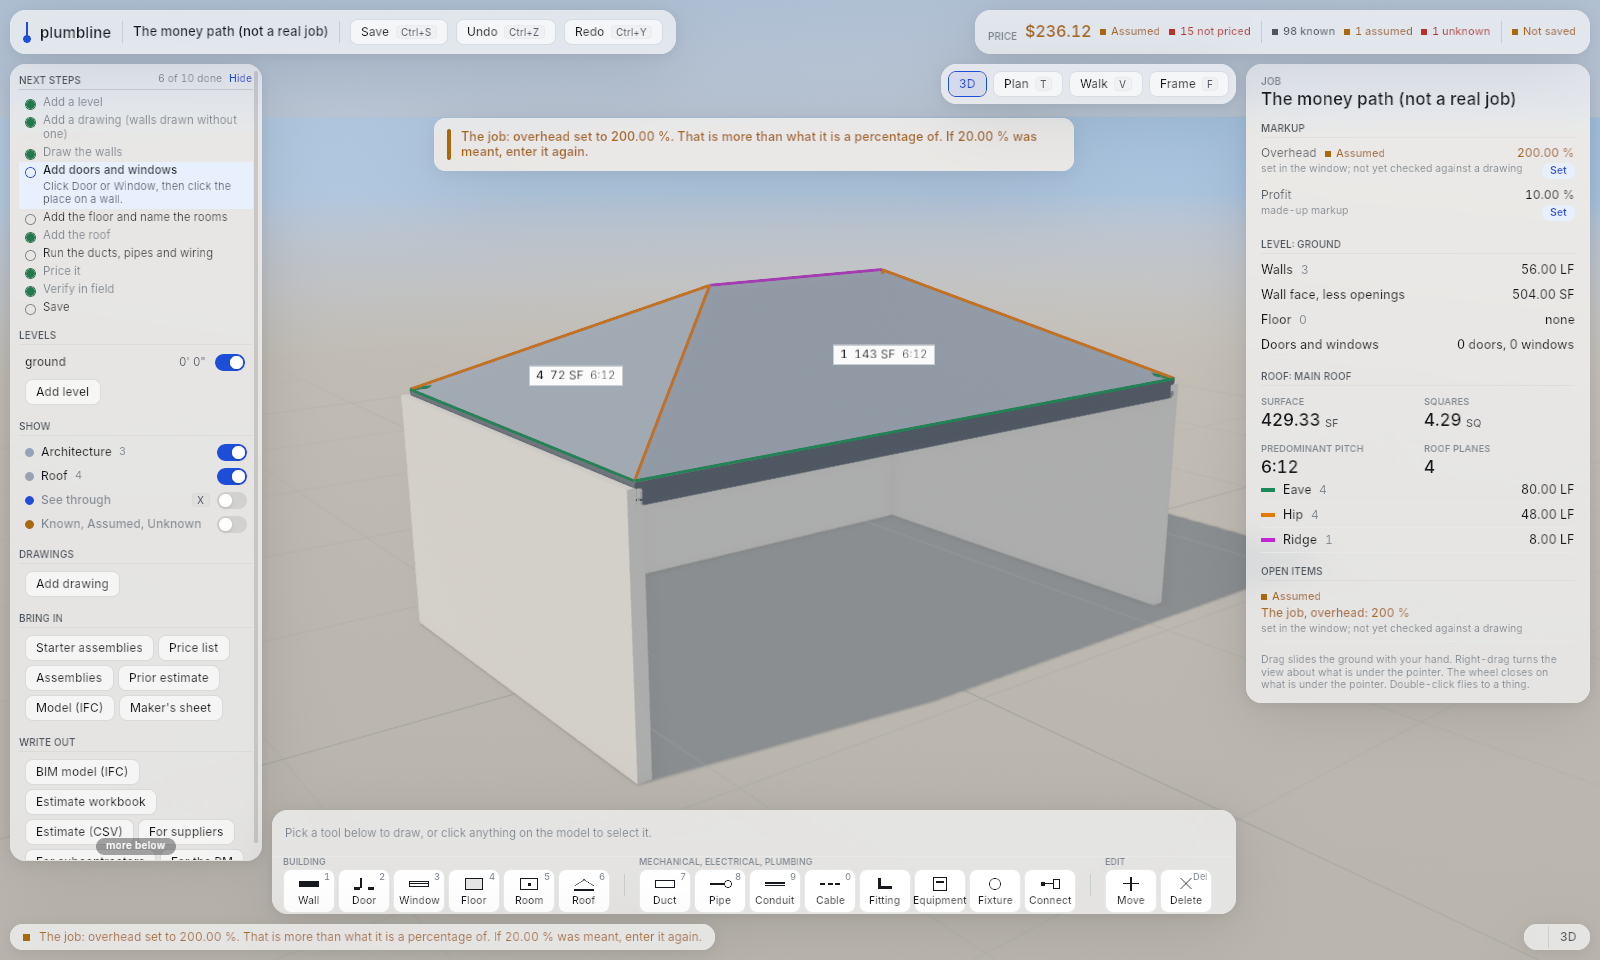 plumbline
The money path (not a real job)
Save Ctrl+S
Undo Ctrl+Z
Redo Ctrl+Y
PRICE $236.12 Assumed 15 not priced 98 known 1 assumed 1 unknown Not saved
NEXT STEPS 6 of 10 done Hide
Add a level
Add a drawing (walls drawn without
one)
Draw the walls
Add doors and windows
Click Door or Window, then click the
place on a wall.
Add the floor and name the rooms
Add the roof
Run the ducts, pipes and wiring
Price it
Verify in field
Save
LEVELS
ground 0' 0"
Add level
SHOW
Architecture 3
Roof 4
See through X
Known, Assumed, Unknown
DRAWINGS
Add drawing
BRING IN
Starter assemblies Price list
Assemblies Prior estimate
Model (IFC) Maker's sheet
WRITE OUT
BIM model (IFC)
Estimate workbook
Estimate (CSV) For suppliers
more below
For subcontractors For the PM
3D Plan T Walk V Frame F
The job: overhead set to 200.00 %. That is more than what it is a percentage of. If 20.00 % was
meant, enter it again.
4 72 SF 6:12
1 143 SF 6:12
JOB
The money path (not a real job)
MARKUP
Overhead Assumed 200.00 %
set in the window; not yet checked against a drawing Set
Profit 10.00 %
made-up markup Set
LEVEL: GROUND
Walls 3 56.00 LF
Wall face, less openings 504.00 SF
Floor 0 none
Doors and windows 0 doors, 0 windows
ROOF: MAIN ROOF
SURFACE SQUARES
429.33 SF 4.29 SQ
PREDOMINANT PITCH ROOF PLANES
6:12 4
Eave 4 80.00 LF
Hip 4 48.00 LF
Ridge 1 8.00 LF
OPEN ITEMS
Assumed
The job, overhead: 200 %
set in the window; not yet checked against a drawing
Drag slides the ground with your hand. Right-drag turns the
view about what is under the pointer. The wheel closes on
what is under the pointer. Double-click flies to a thing.
Pick a tool below to draw, or click anything on the model to select it.
BUILDING MECHANICAL, ELECTRICAL, PLUMBING EDIT
1 2 3 4 5 6 7 8 9 0 Del
Wall Door Window Floor Room Roof Duct Pipe Conduit Cable Fitting Equipment Fixture Connect Move Delete
The job: overhead set to 200.00 %. That is more than what it is a percentage of. If 20.00 % was meant, enter it again.
3D